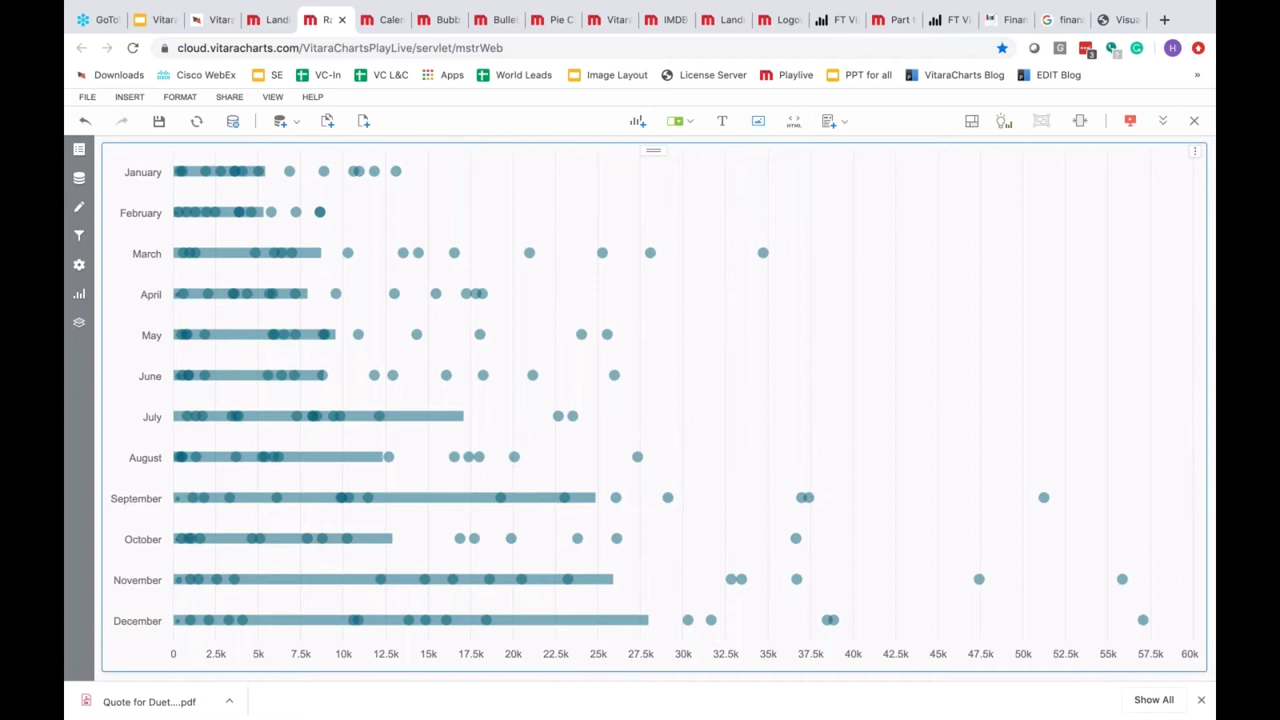 GoTo Vitara Vitara Landi Ra Calen Bubb Bullet Pie C Vitara IMDB Landi Logou FT Vi Part t FT Vi Finan finan Visua
cloud.vitaracharts.com/VitaraChartsPlayLive/servlet/mstrWeb
Downloads Cisco WebEx SE VC-In VC L&C Apps World Leads Image Layout License Server Playlive PPT for all VitaraCharts Blog EDIT Blog »
FILE INSERT FORMAT SHARE VIEW HELP
T HTML
January
February
March
April
May
June
July
August
September
October
November
December
0 2.5k 5k 7.5k 10k 12.5k 15k 17.5k 20k 22.5k 25k 27.5k 30k 32.5k 35k 37.5k 40k 42.5k 45k 47.5k 50k 52.5k 55k 57.5k 60k
Quote for Duet....pdf Show All